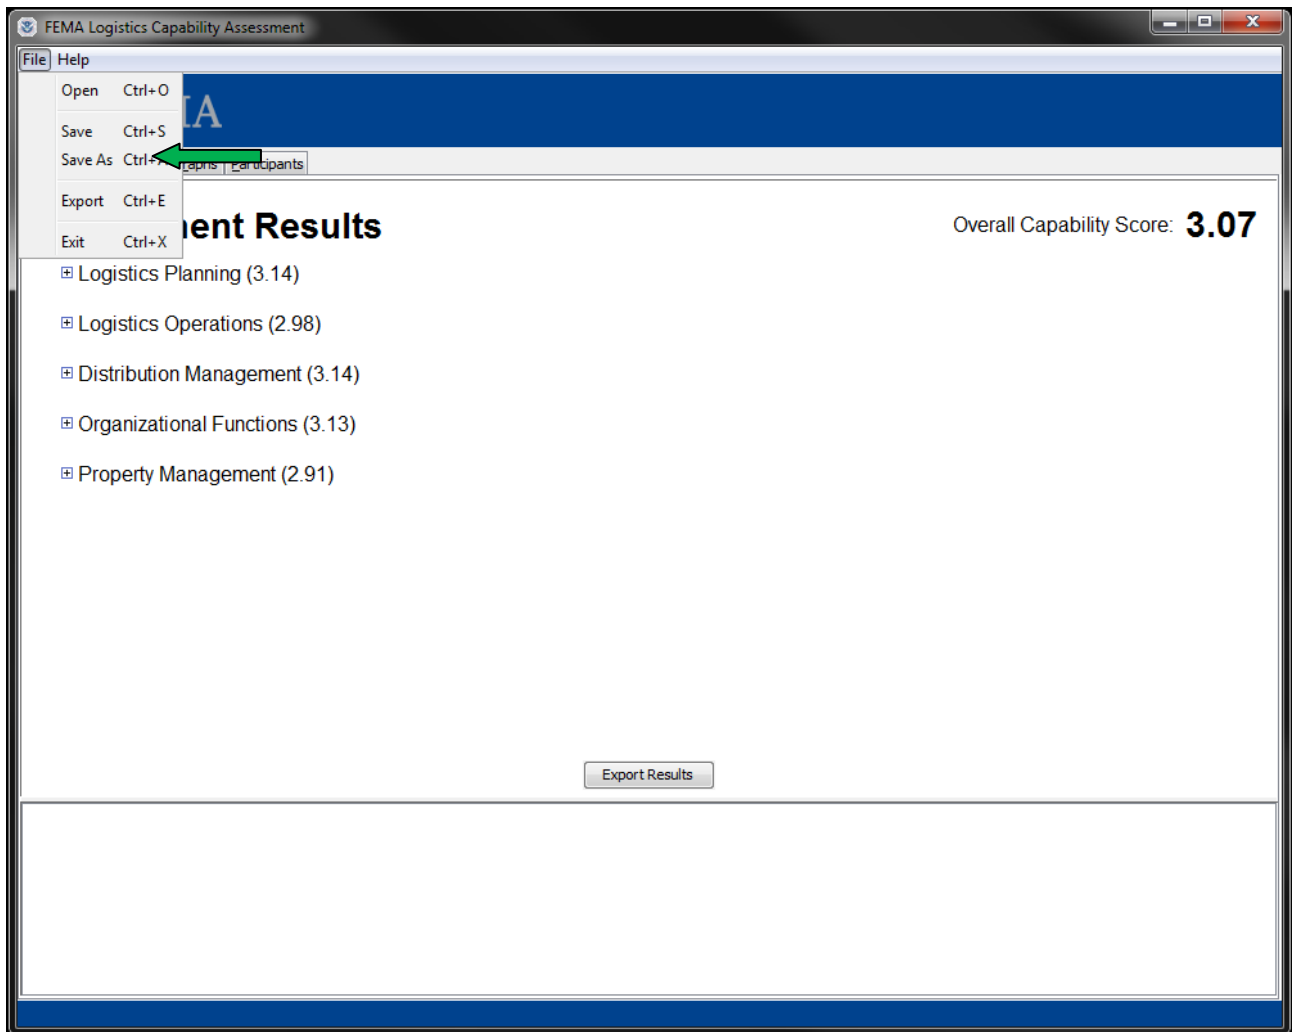 FEMA Logistics Capability Assessment
File Help
Open Ctrl+O
Save Ctrl+S
Save As
Export Ctrl+E
Exit Ctrl+X
Participants
Results
Overall Capability Score: 3.07
Logistics Planning (3.14)
Logistics Operations (2.98)
Distribution Management (3.14)
Organizational Functions (3.13)
Property Management (2.91)
Export Results